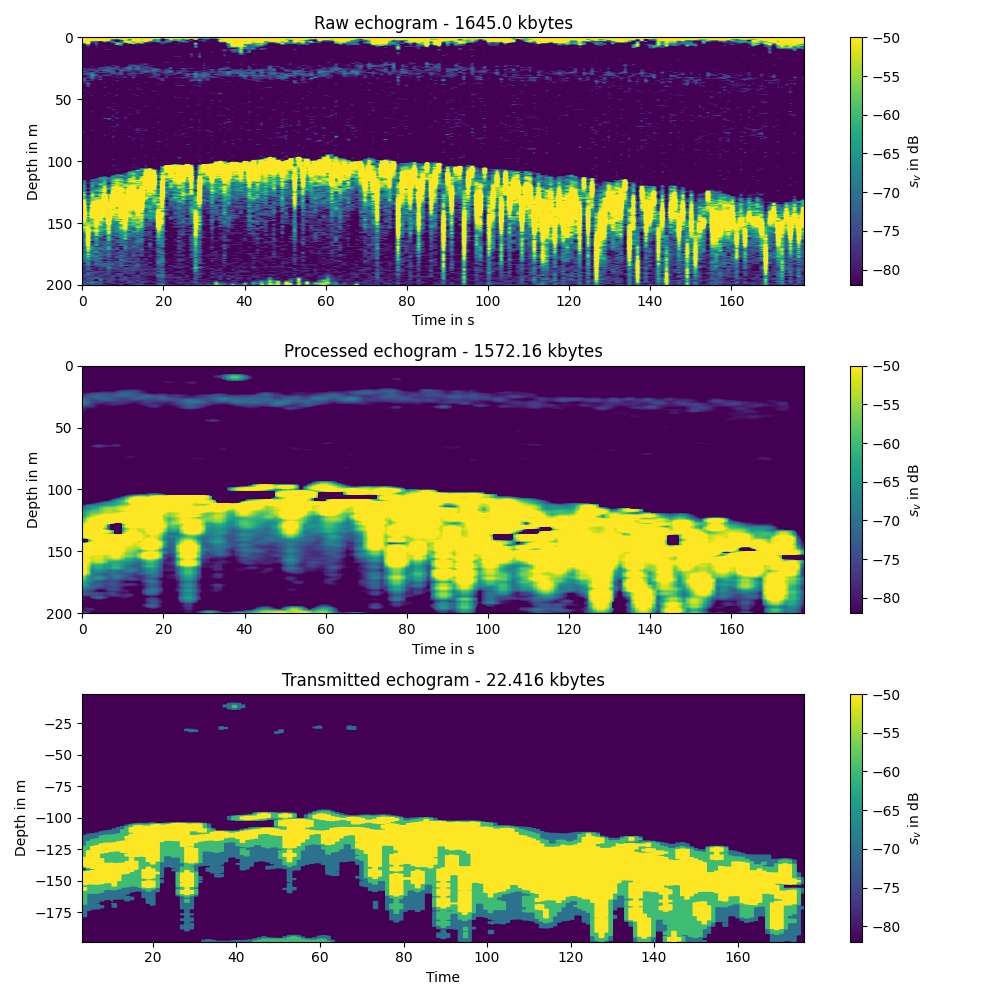 Raw echogram - 1645.0 kbytes
0
50
100
150
200
Depth in m
0 20 40 60 80 100 120 140 160
Time in s
−50
−55
−60
−65
−70
−75
−80
sv in dB
Processed echogram - 1572.16 kbytes
0
50
100
150
200
Depth in m
0 20 40 60 80 100 120 140 160
Time in s
−50
−55
−60
−65
−70
−75
−80
sv in dB
Transmitted echogram - 22.416 kbytes
−25
−50
−75
−100
−125
−150
−175
Depth in m
20 40 60 80 100 120 140 160
Time
−50
−55
−60
−65
−70
−75
−80
sv in dB